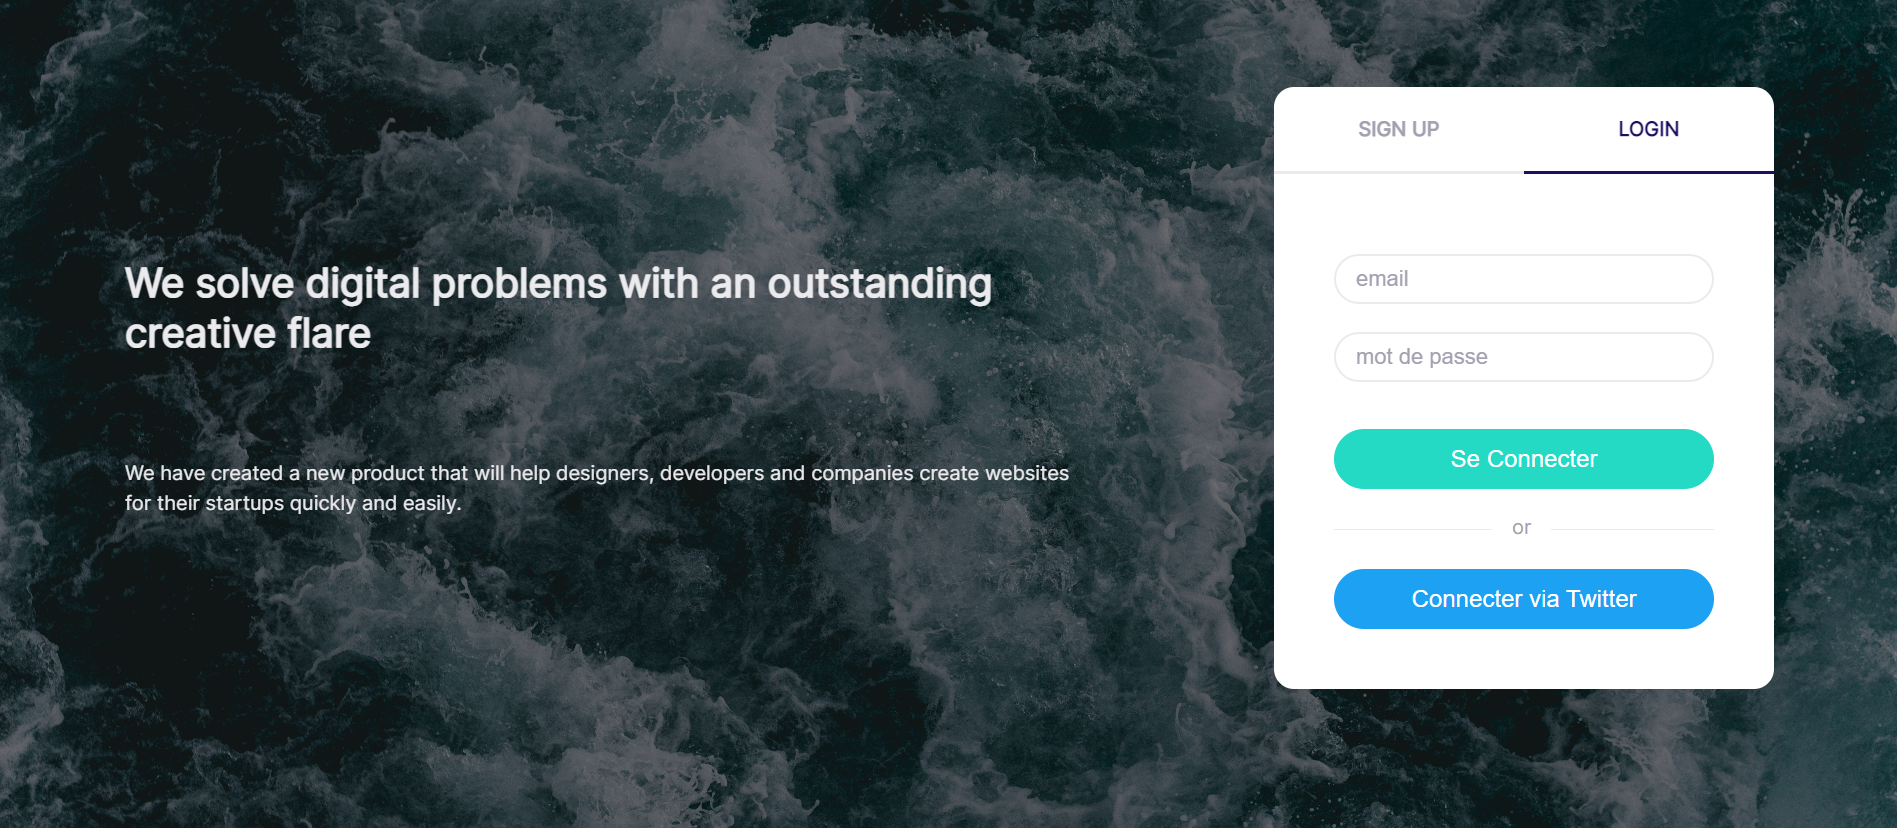 We solve digital problems with an outstanding
creative flare
We have created a new product that will help designers, developers and companies create websites
for their startups quickly and easily.
SIGN UP
LOGIN
email
mot de passe
Se Connecter
or
Connecter via Twitter